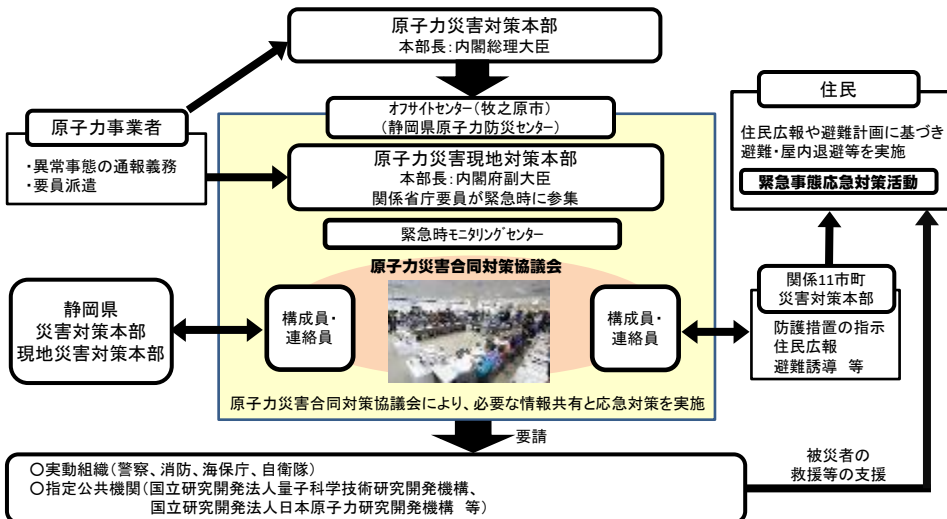 原子力災害対策本部
本部長：内閣総理大臣
オフサイトセンター（牧之原市）
（静岡県原子力防災センター）
原子力事業者
・異常事態の通報義務
・要員派遣
原子力災害現地対策本部
本部長：内閣府副大臣
関係省庁要員が緊急時に参集
緊急時モニタリングセンター
住民
住民広報や避難計画に基づき
避難・屋内退避等を実施
緊急事態応急対策活動
原子力災害合同対策協議会
静岡県
災害対策本部
現地災害対策本部
構成員・
連絡員
構成員・
連絡員
関係11市町
災害対策本部
防護措置の指示
住民広報
避難誘導 等
原子力災害合同対策協議会により、必要な情報共有と応急対策を実施
要請
○実動組織（警察、消防、海保庁、自衛隊）
○指定公共機関（国立研究開発法人量子科学技術研究開発機構、
国立研究開発法人日本原子力研究開発機構 等）
被災者の
救援等の支援